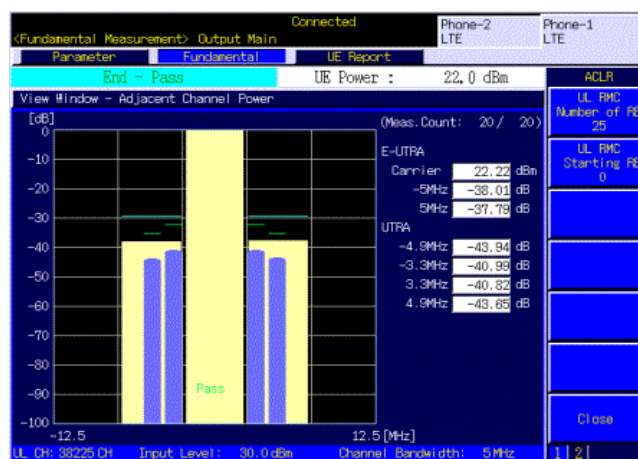 Connected
Phone-2
LTE
Phone-1
LTE
<Fundamental Measurement> Output Main
Parameter
Fundamental
UE Report
End - Pass
UE Power :
22.0 dBm
ACLR
View Window - Adjacent Channel Power
UL RMC
Number of RB
25
UL RMC
Starting RB
0
Close
1 2
[dB]
0
-10
-20
-30
-40
-50
-60
-70
-80
-90
-100
-12.5
12.5[MHz]
Pass
(Meas.Count: 20/ 20)
E-UTRA
Carrier 22.22 dBm
-5MHz -38.01 dB
5MHz -37.79 dB
UTRA
-4.9MHz -43.94 dB
-3.3MHz -40.99 dB
3.3MHz -40.82 dB
4.9MHz -43.65 dB
UL CH: 38225CH Input Level: 30.0dBm Channel Bandwidth: 5MHz